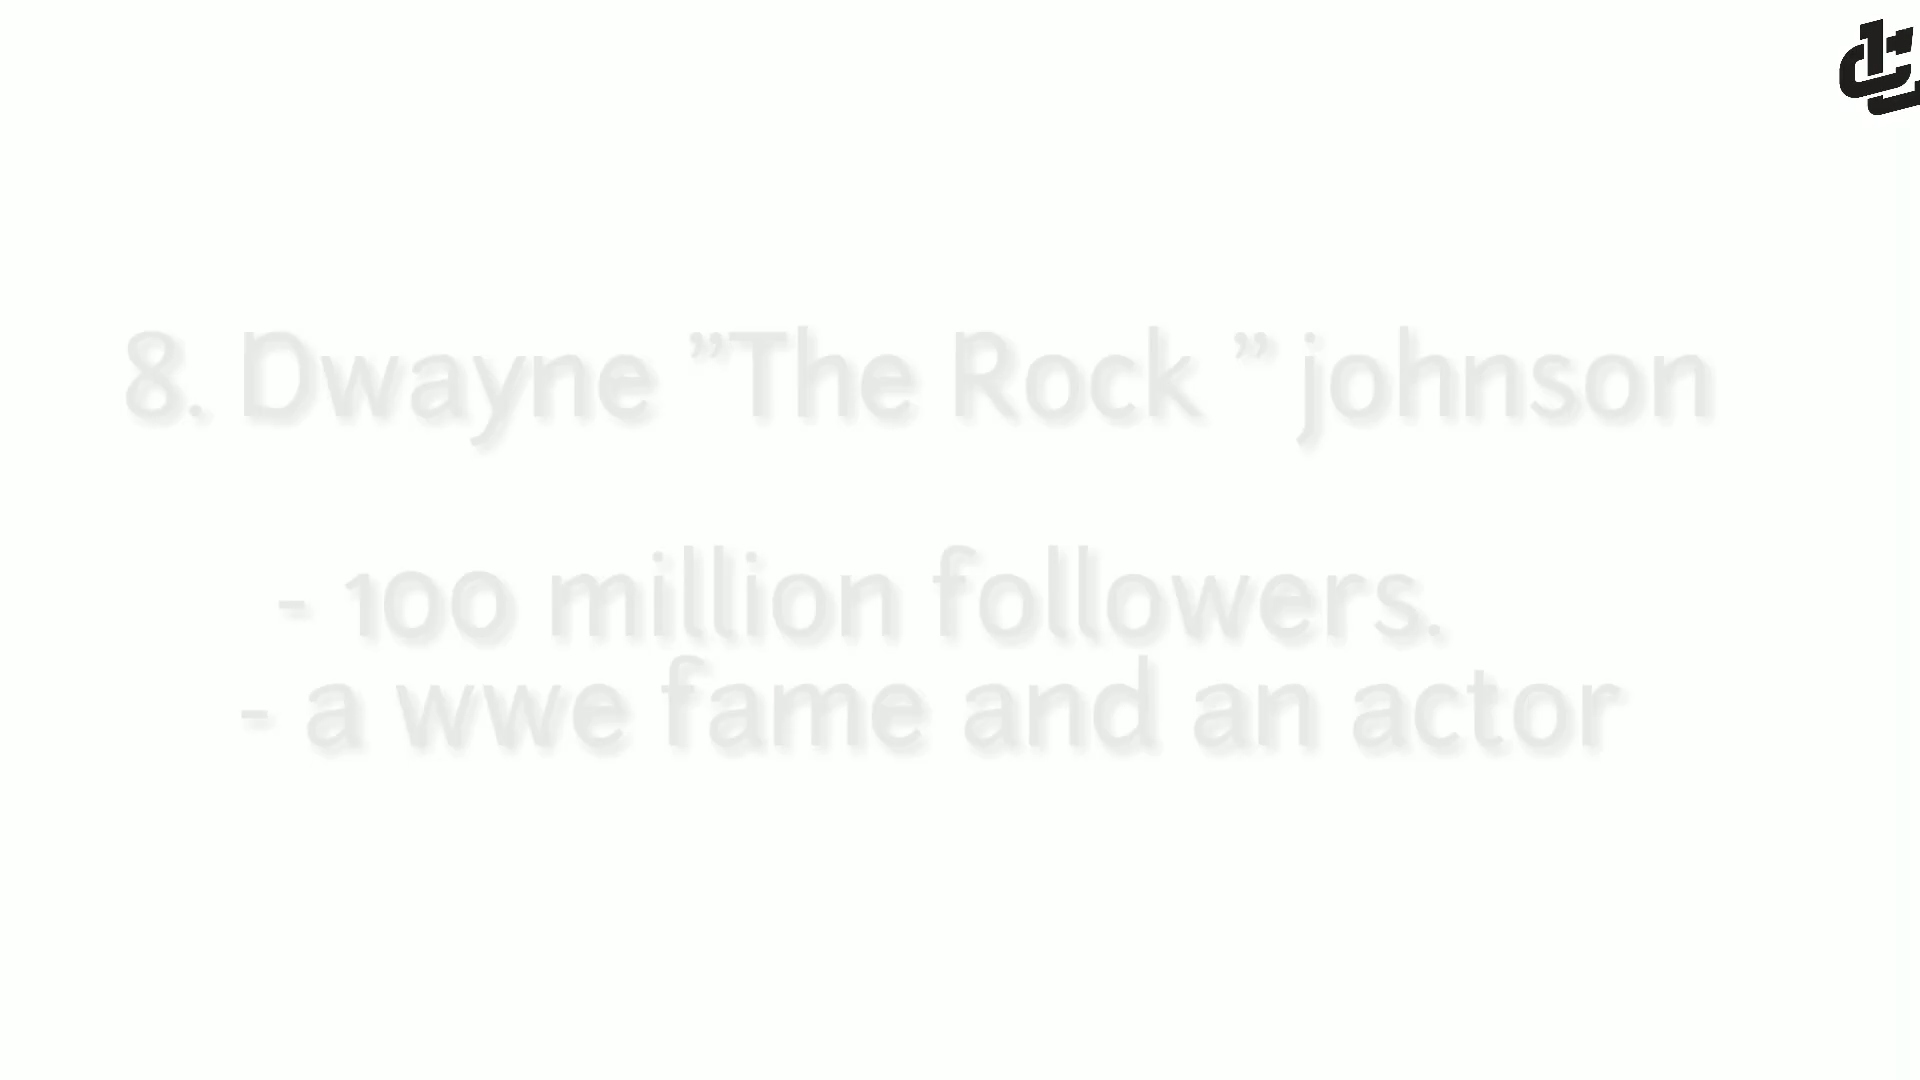 8. Dwayne ”The Rock ” johnson
- 100 million followers.
- a wwe fame and an actor